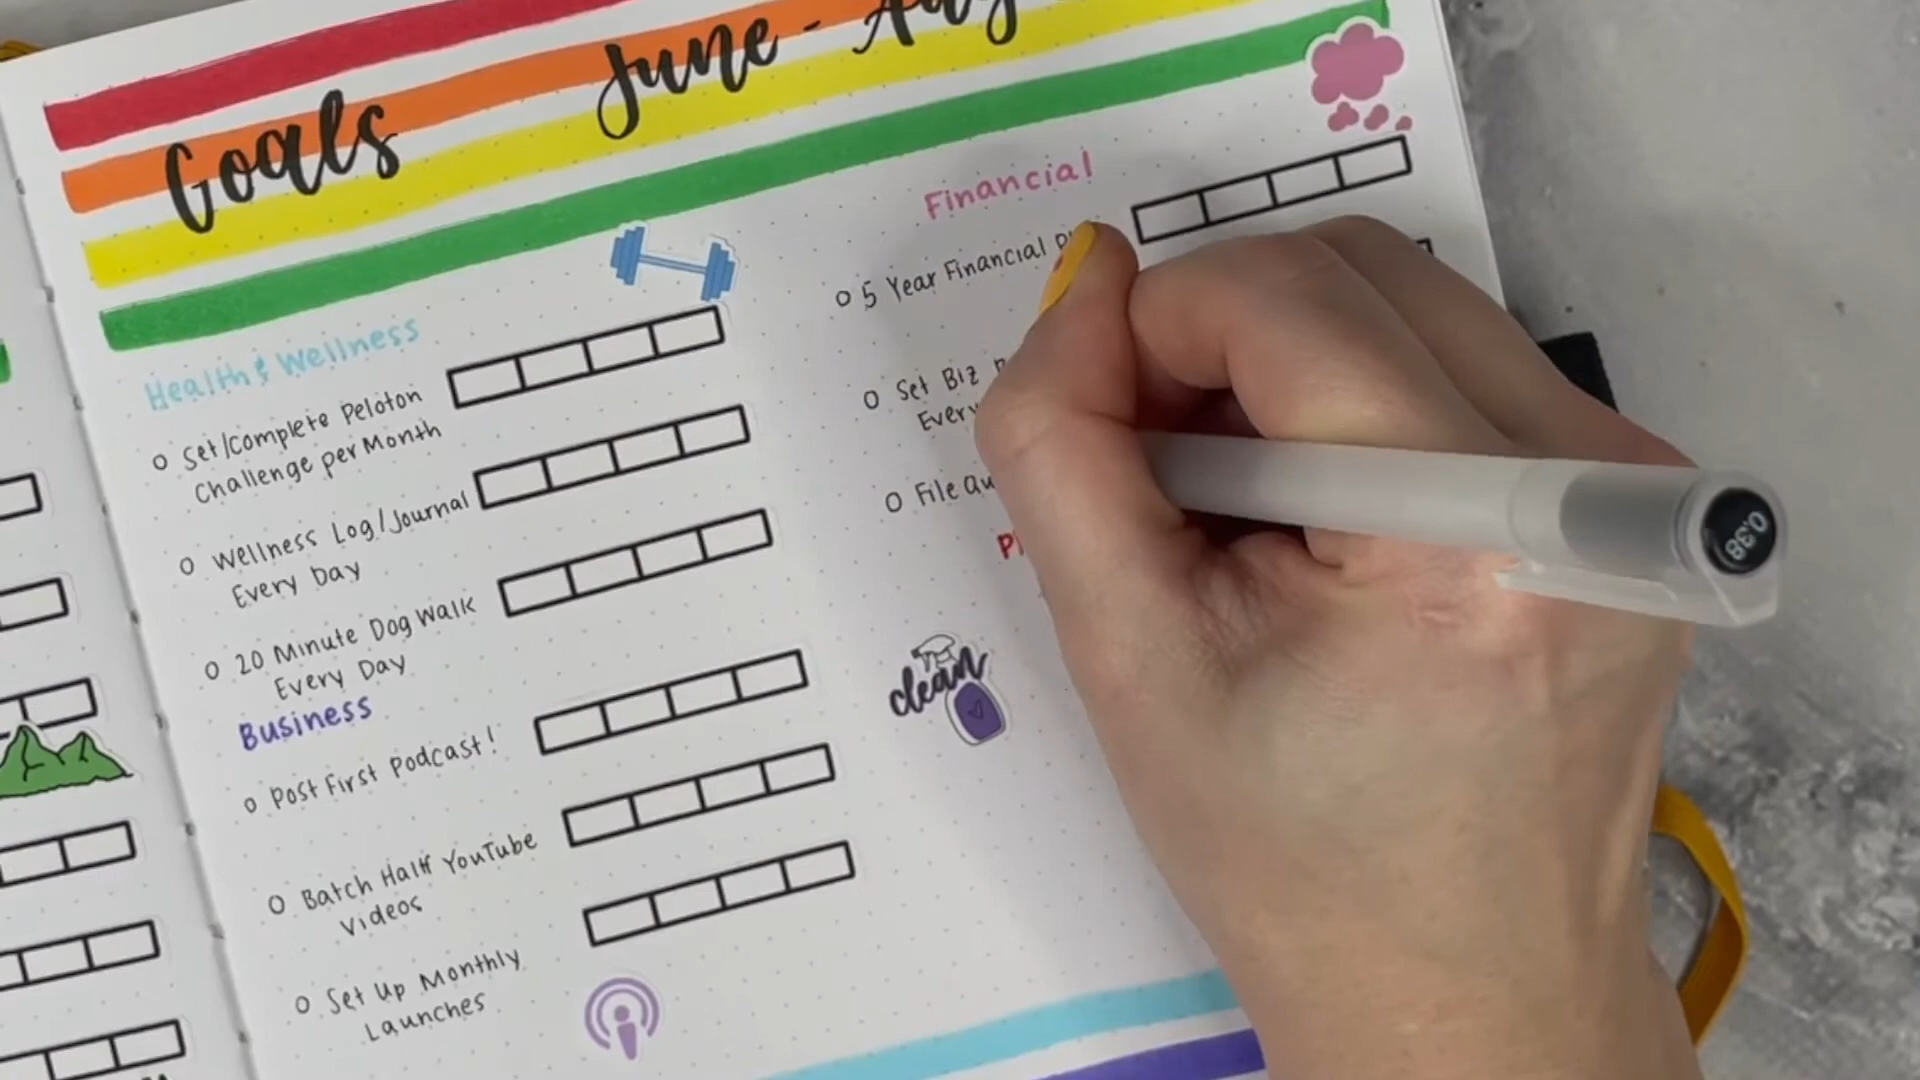 Goals June -
Health & Wellness
Set/Complete Peloton
Challenge per Month
Wellness Log/Journal
Every Day
20 Minute Dog Walk
Every Day
Business
Post First Podcast!
Batch Half YouTube
Videos
Set Up Monthly
Launches
Financial
5 Year Financial
Set Biz
File
clean
0.38